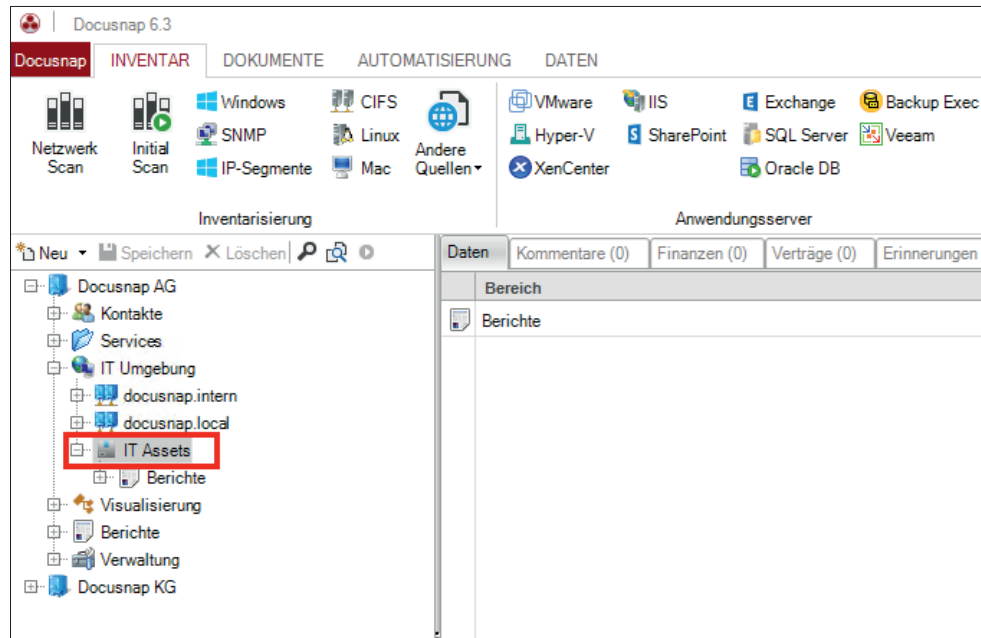 Docusnap 6.3
Docusnap INVENTAR DOKUMENTE AUTOMATISIERUNG DATEN
Windows CIFS VMware IIS Exchange Backup Exec
SNMP Linux Hyper-V SharePoint SQL Server Veeam
Netzwerk Scan Initial Scan IP-Segmente Mac Andere Quellen XenCenter Oracle DB
Inventarisierung Anwendungsserver
Neu Speichern Löschen Daten Kommentare (0) Finanzen (0) Verträge (0) Erinnerungen
Docusnap AG Bereich
Kontakte Berichte
Services
IT Umgebung
docusnap.intern
docusnap.local
IT Assets
Berichte
Visualisierung
Berichte
Verwaltung
Docusnap KG